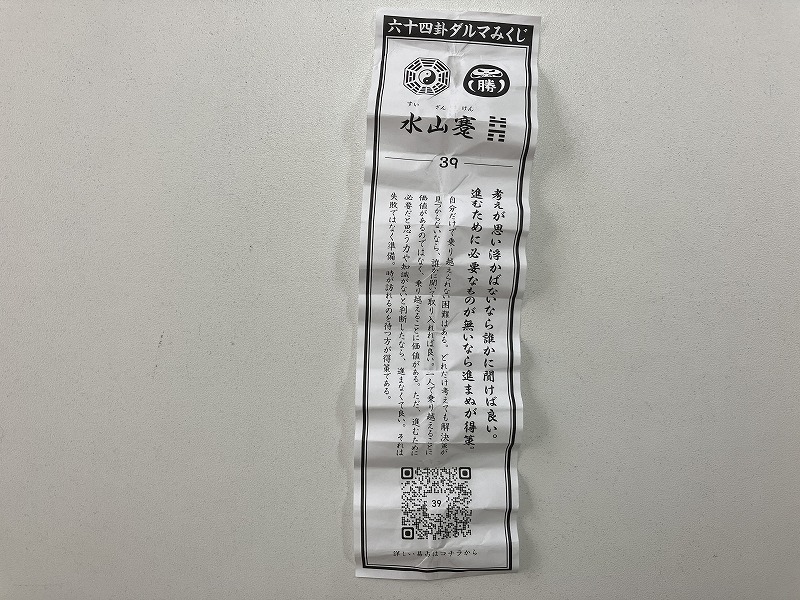 六十四卦ダルマみくじ
勝
すい ざん けん
水山蹇
39
考えが思い浮かばないなら誰かに聞けば良い。
進むために必要なものが無いなら進まぬが得策。
自分だけで乗り越えられない困難はある。どれだけ考えても解決策が
見つからないなら、誰かに聞いて取り入れれば良い。一人で乗り越えることに
価値があるのではなく、乗り越えることに価値がある。ただ、進むために
必要だと思う力や知識がないと判断したなら、進まなくて良い。それは
失敗ではなく準備。時が訪れるのを待つ方が得策である。
39
詳しい易占はコチラから